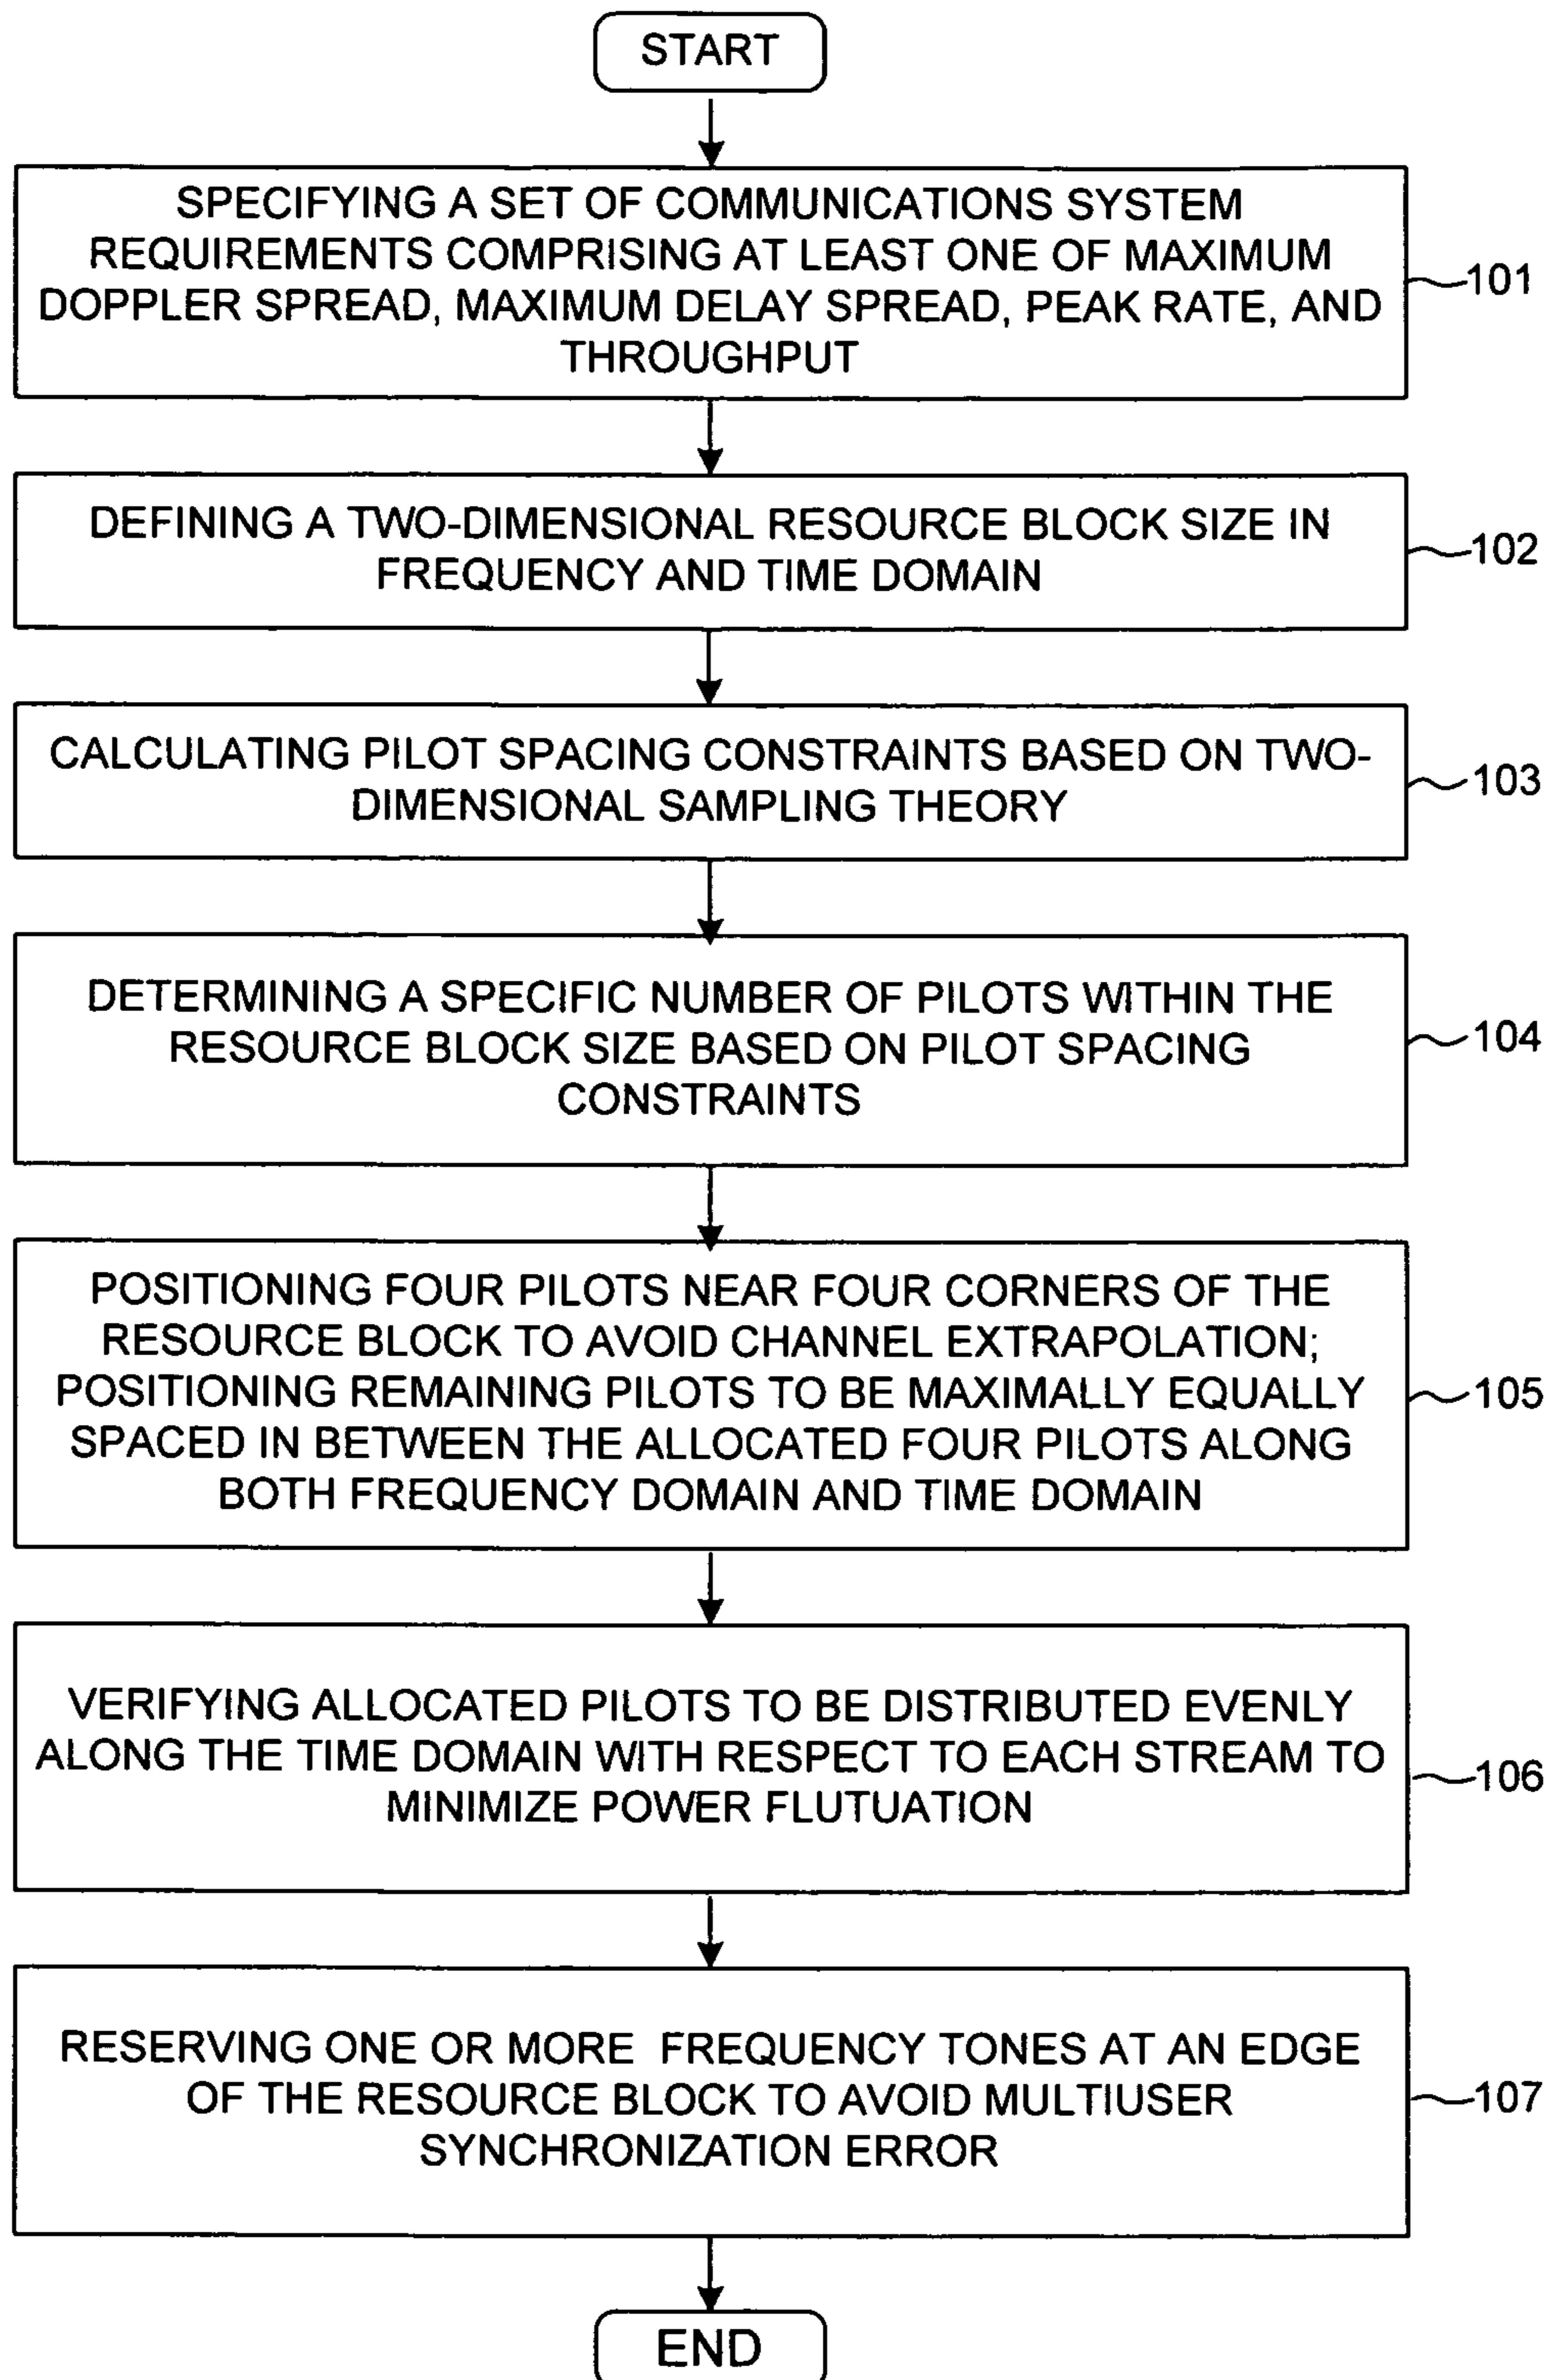 START
SPECIFYING A SET OF COMMUNICATIONS SYSTEM
REQUIREMENTS COMPRISING AT LEAST ONE OF MAXIMUM
DOPPLER SPREAD, MAXIMUM DELAY SPREAD, PEAK RATE, AND
THROUGHPUT
101
DEFINING A TWO-DIMENSIONAL RESOURCE BLOCK SIZE IN
FREQUENCY AND TIME DOMAIN
102
CALCULATING PILOT SPACING CONSTRAINTS BASED ON TWO-
DIMENSIONAL SAMPLING THEORY
103
DETERMINING A SPECIFIC NUMBER OF PILOTS WITHIN THE
RESOURCE BLOCK SIZE BASED ON PILOT SPACING
CONSTRAINTS
104
POSITIONING FOUR PILOTS NEAR FOUR CORNERS OF THE
RESOURCE BLOCK TO AVOID CHANNEL EXTRAPOLATION;
POSITIONING REMAINING PILOTS TO BE MAXIMALLY EQUALLY
SPACED IN BETWEEN THE ALLOCATED FOUR PILOTS ALONG
BOTH FREQUENCY DOMAIN AND TIME DOMAIN
105
VERIFYING ALLOCATED PILOTS TO BE DISTRIBUTED EVENLY
ALONG THE TIME DOMAIN WITH RESPECT TO EACH STREAM TO
MINIMIZE POWER FLUTUATION
106
RESERVING ONE OR MORE FREQUENCY TONES AT AN EDGE
OF THE RESOURCE BLOCK TO AVOID MULTIUSER
SYNCHRONIZATION ERROR
107
END